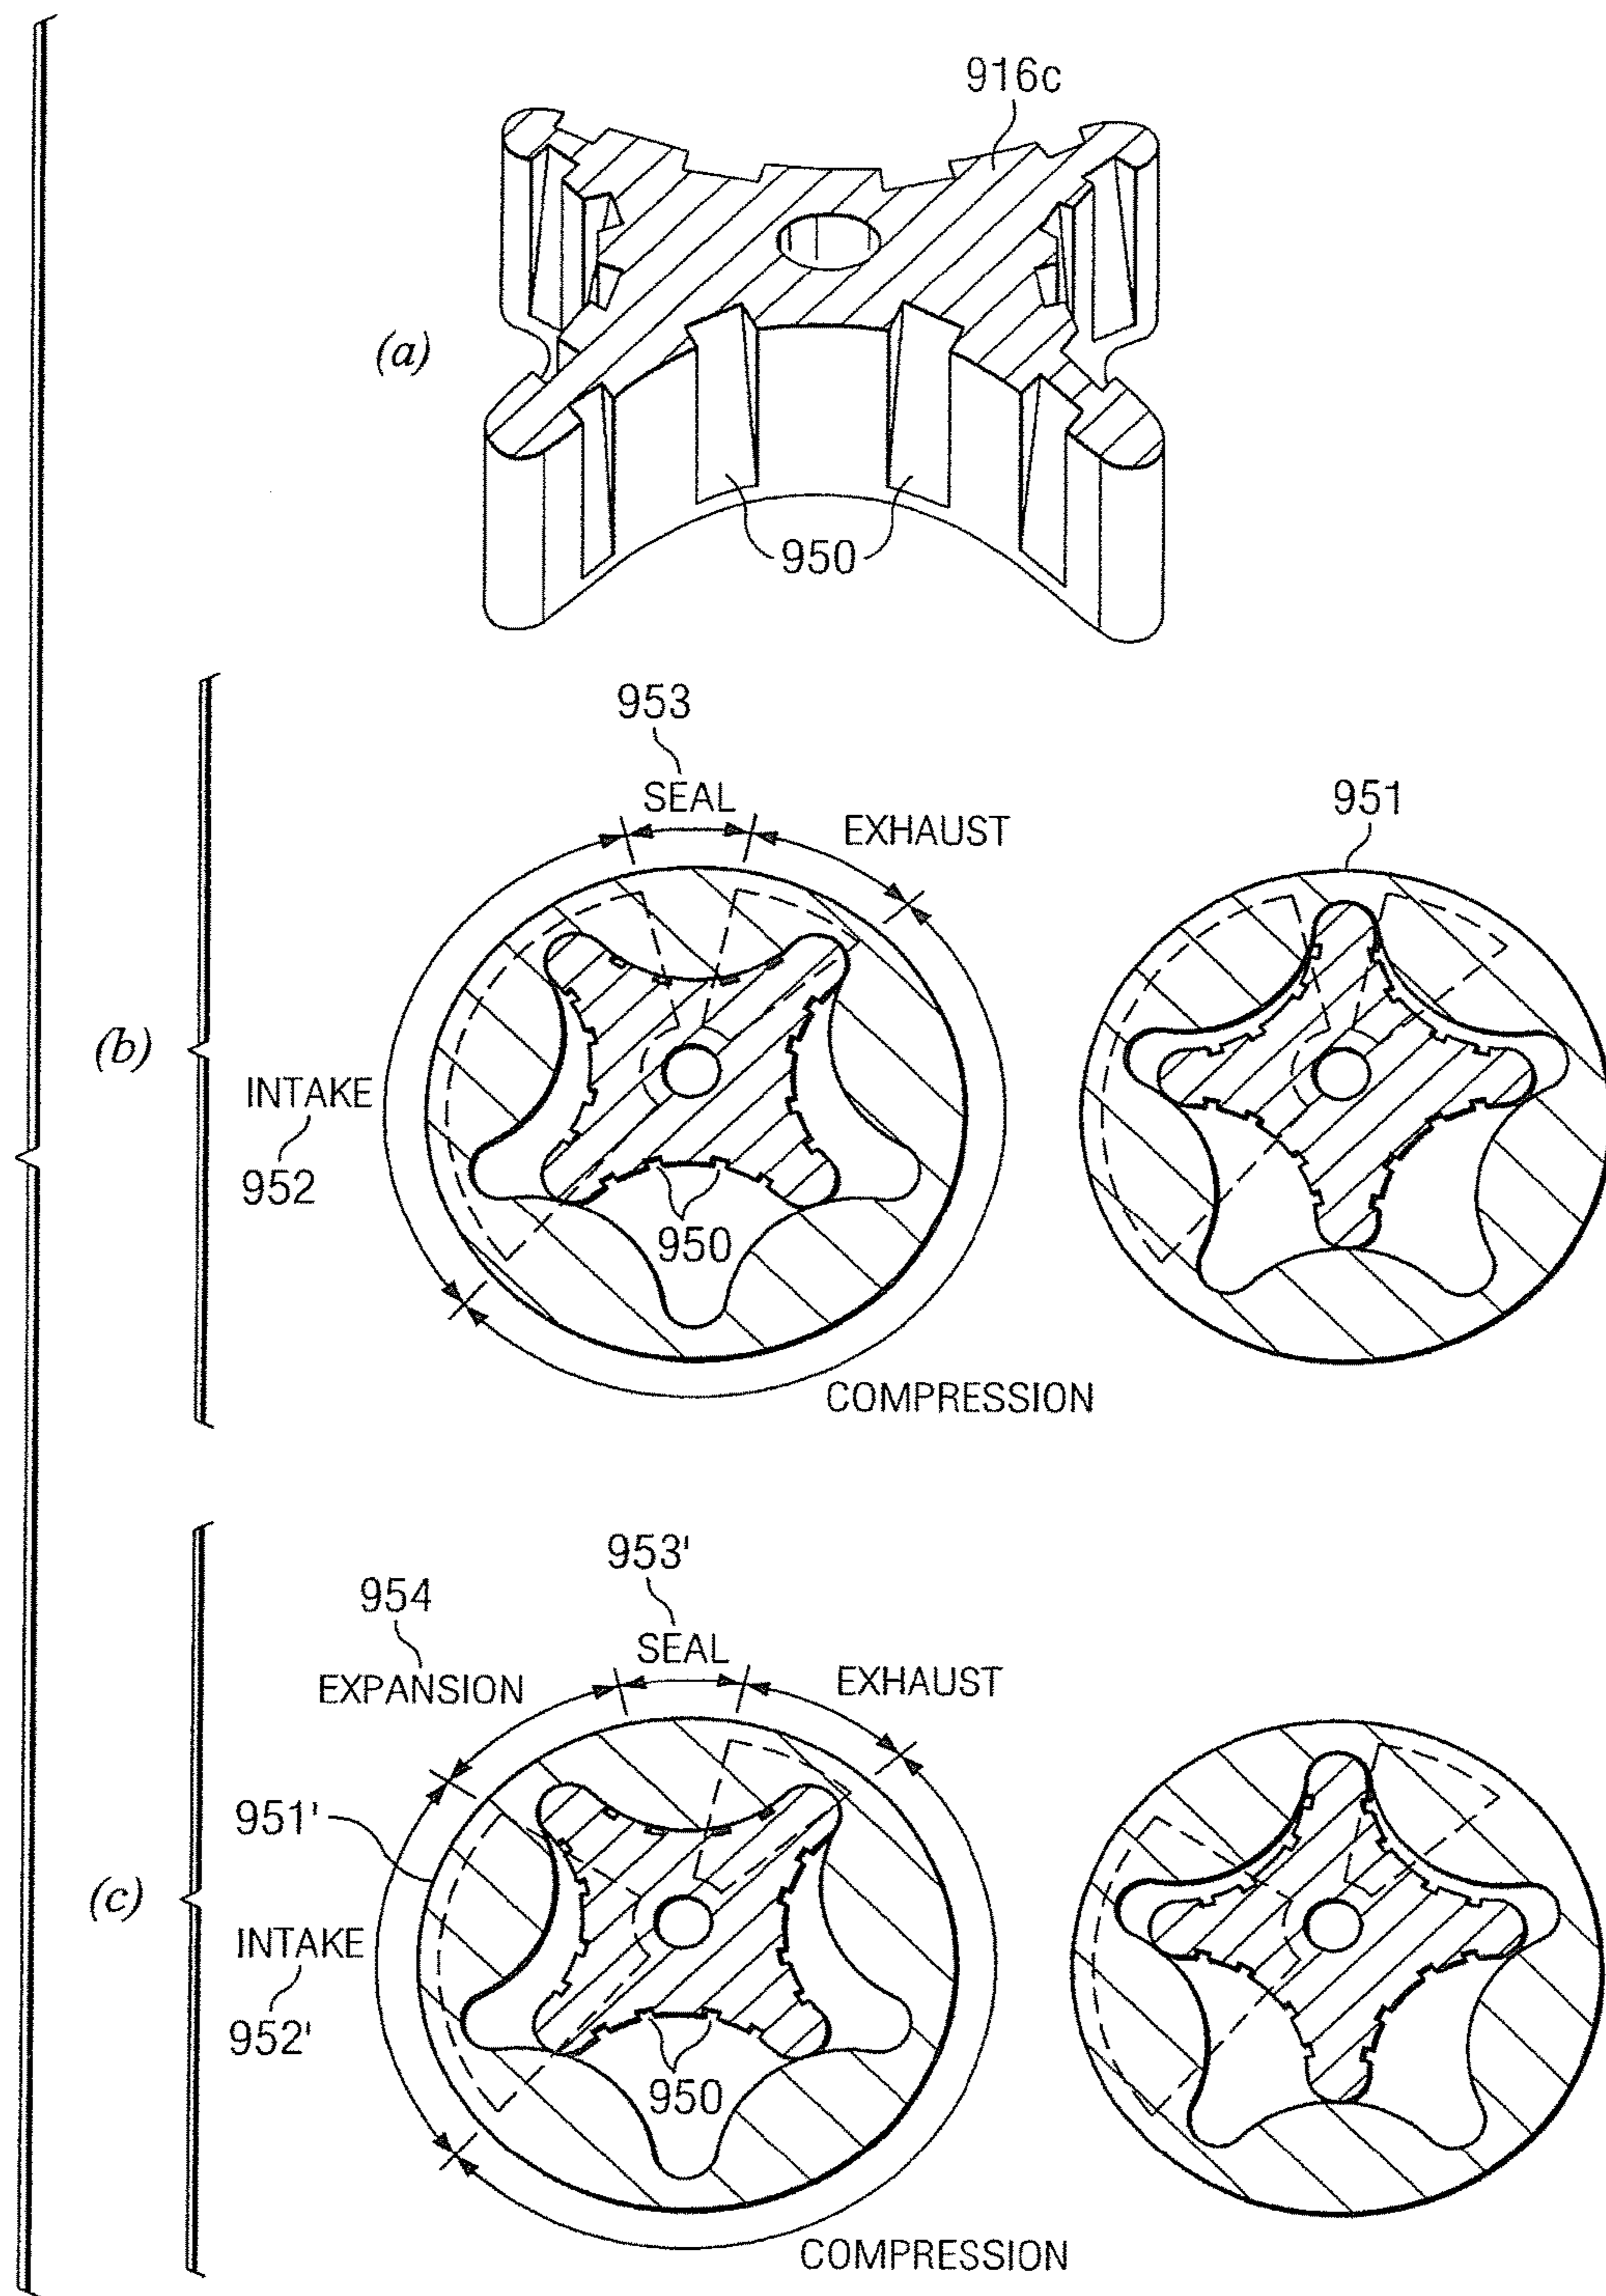 916c
(a)
950
953
SEAL
EXHAUST
951
(b)
INTAKE
952
950
COMPRESSION
953'
954
SEAL
EXPANSION
EXHAUST
951'
(c)
INTAKE
952'
950
COMPRESSION